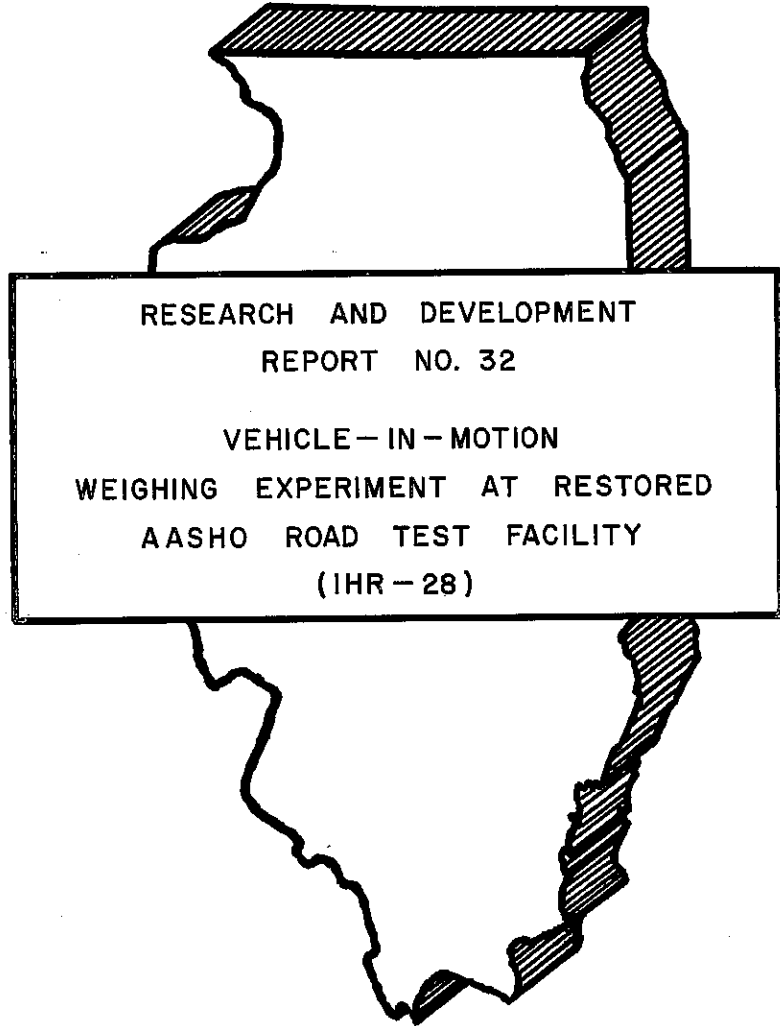 RESEARCH AND DEVELOPMENT
REPORT NO. 32
VEHICLE-IN-MOTION
WEIGHING EXPERIMENT AT RESTORED
AASHO ROAD TEST FACILITY
(IHR-28)